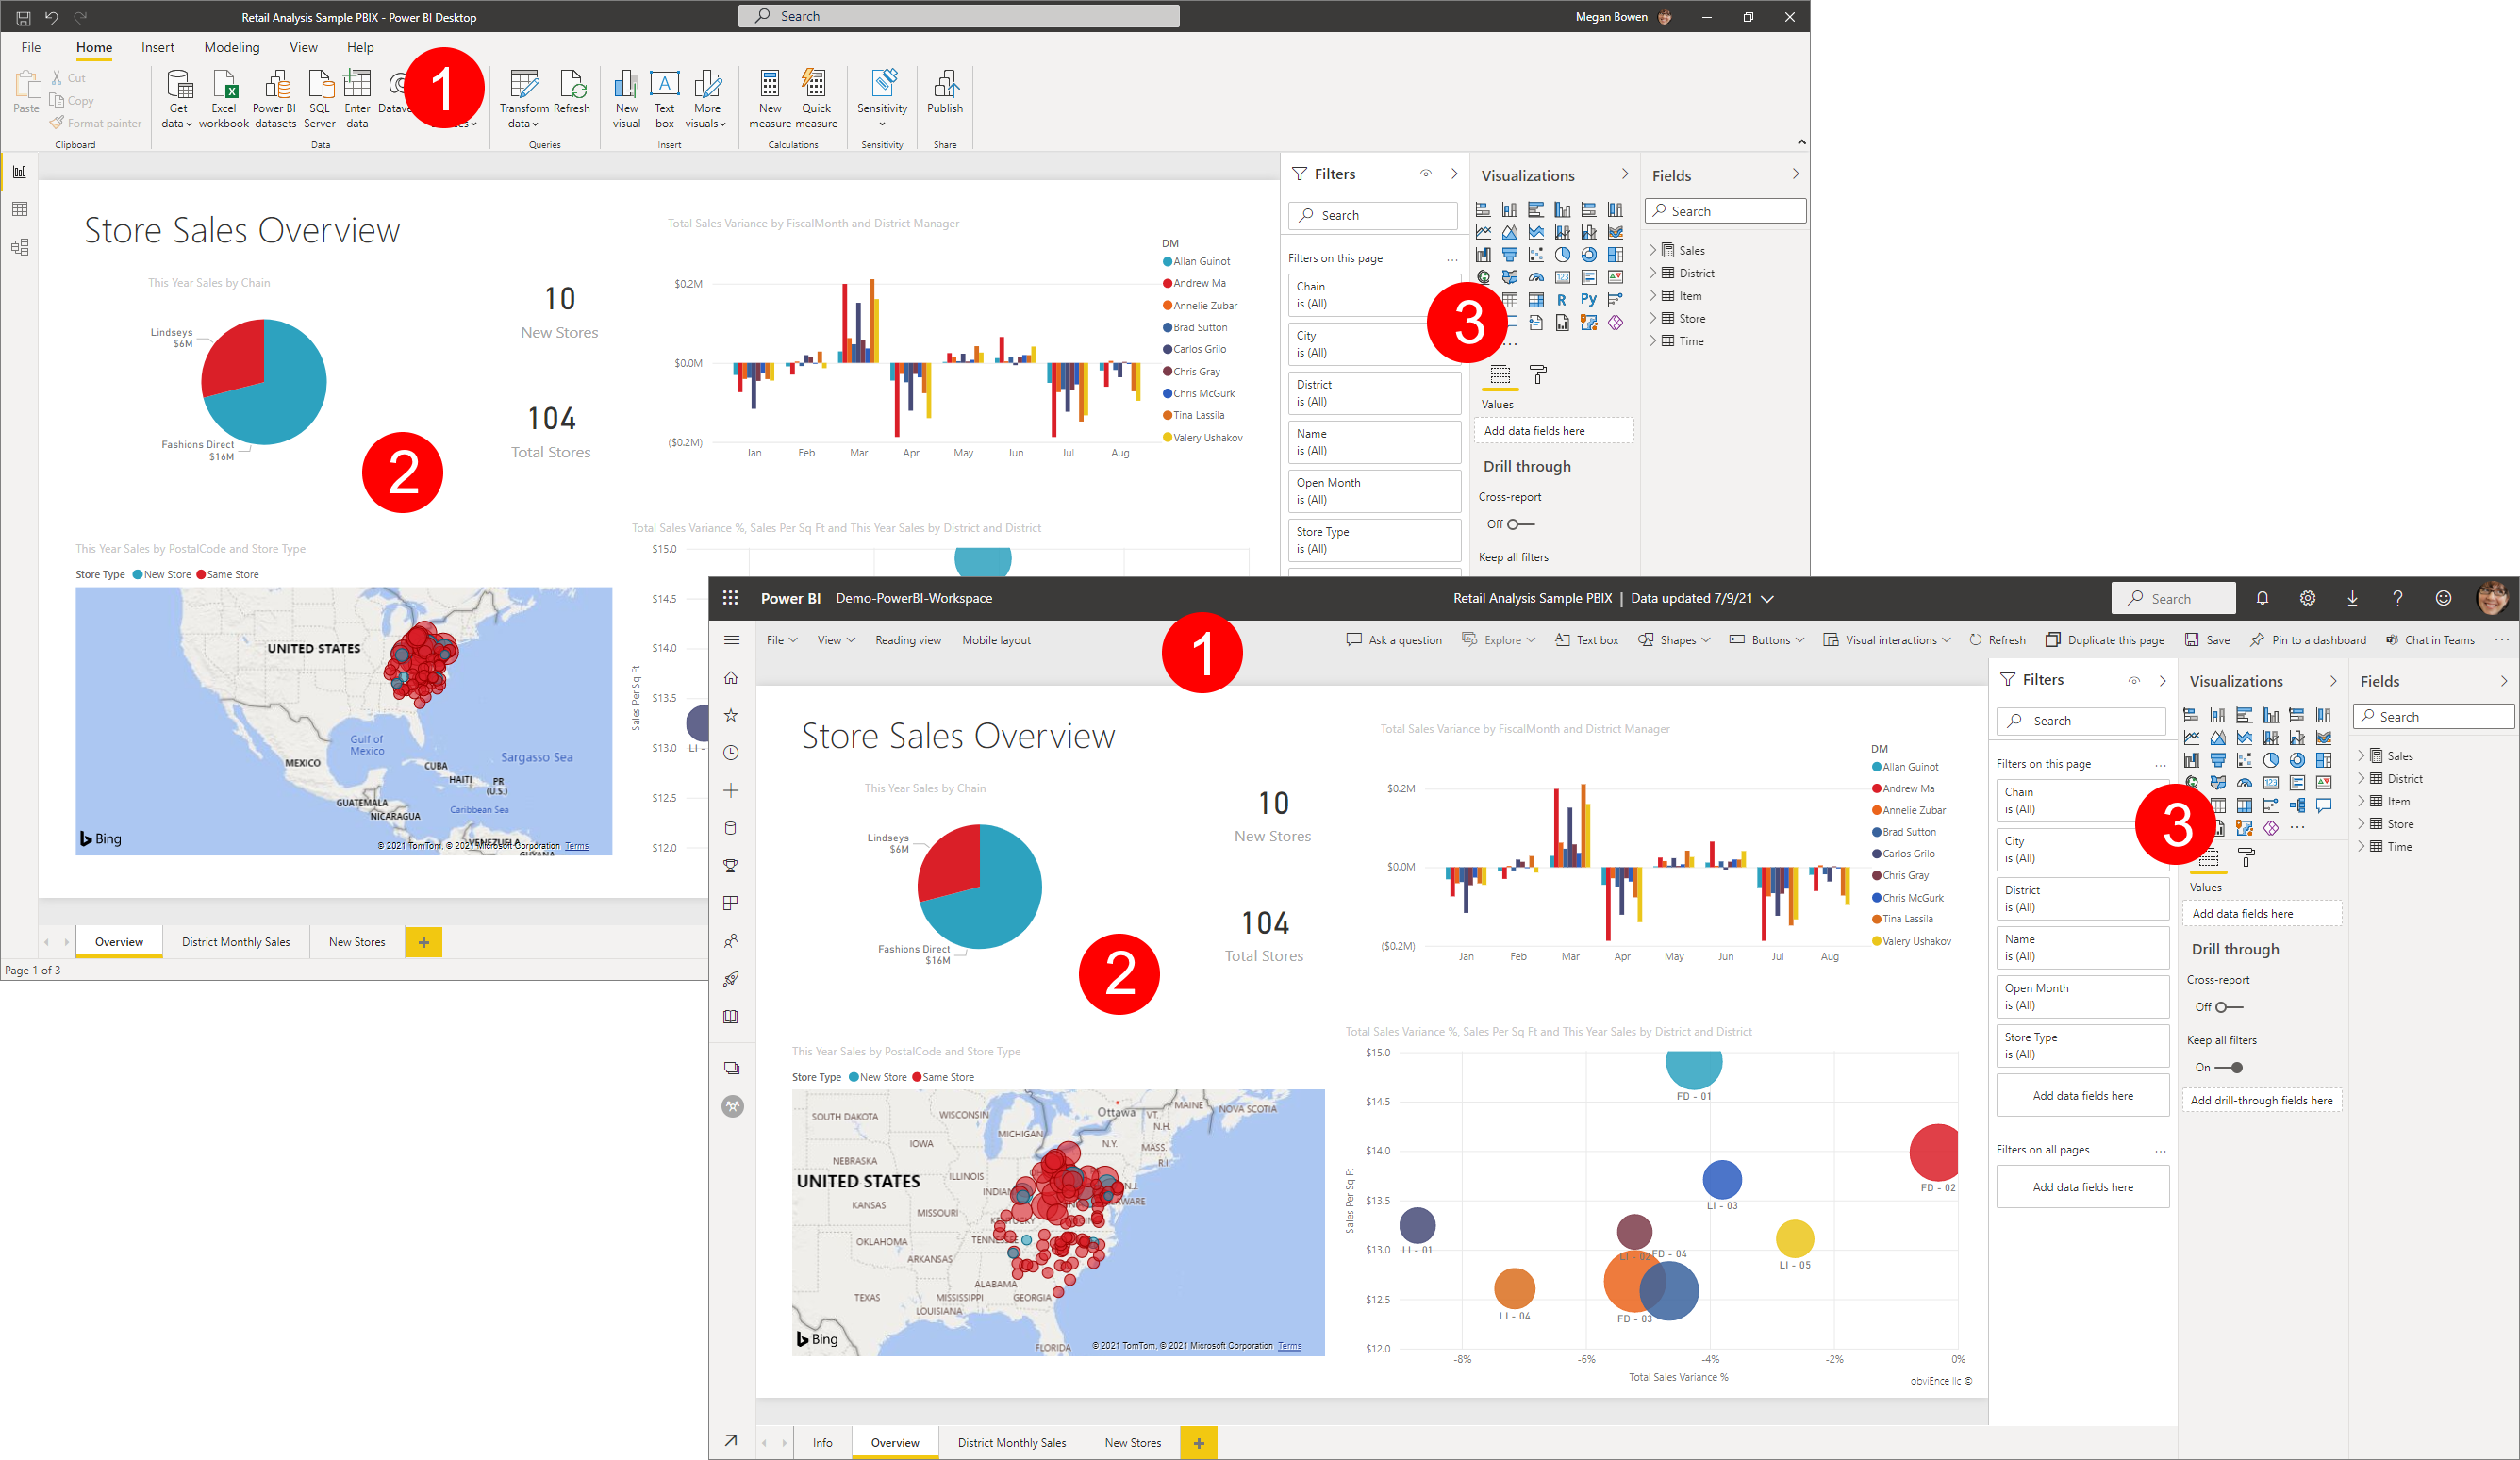 Retail Analysis Sample PBIX - Power BI Desktop
Search
Megan Bowen
File Home Insert Modeling View Help
Paste
Cut
Copy
Format painter
Clipboard
Get data
Excel workbook
Power BI datasets
SQL Server
Enter data
Data
1
Transform data
Refresh
Queries
New visual
Text box
More visuals
Insert
New measure
Quick measure
Calculations
Sensitivity
Sensitivity
Publish
Share
Store Sales Overview
This Year Sales by Chain
Lindseys
$6M
Fashions Direct
$16M
10
New Stores
104
Total Stores
2
Total Sales Variance by FiscalMonth and District Manager
$0.2M
$0.0M
($0.2M)
Jan Feb Mar Apr May Jun Jul Aug
DM
Allan Guinot
Andrew Ma
Annelie Zubar
Brad Sutton
Carlos Grilo
Chris Gray
Chris McGurk
Tina Lassila
Valery Ushakov
This Year Sales by PostalCode and Store Type
Store Type New Store Same Store
UNITED STATES
Gulf of
Mexico
MEXICO
CUBA
HAITI
PR
(U.S.)
Sargasso Sea
GUATEMALA
NICARAGUA
Caribbean Sea
VENEZUELA
GUYANA
Bing
© 2021 TomTom, © 2021 Microsoft Corporation Terms
Total Sales Variance %, Sales Per Sq Ft and This Year Sales by District and District
$15.0
$14.5
$14.0
$13.5
$13.0
$12.5
$12.0
Sales Per Sq Ft
LI -
Filters
Search
Filters on this page
...
Chain
is (All)
City
is (All)
District
is (All)
Name
is (All)
Open Month
is (All)
Store Type
is (All)
3
Visualizations
R Py
123
...
Values
Add data fields here
Drill through
Cross-report
Off
Keep all filters
Fields
Search
Sales
District
Item
Store
Time
Overview District Monthly Sales New Stores +
Page 1 of 3
Power BI Demo-PowerBI-Workspace
Retail Analysis Sample PBIX | Data updated 7/9/21
Search
?
File View Reading view Mobile layout
1
Ask a question Explore Text box Shapes Buttons Visual interactions Refresh Duplicate this page Save Pin to a dashboard Chat in Teams ...
Store Sales Overview
This Year Sales by Chain
Lindseys
$6M
Fashions Direct
$16M
10
New Stores
104
Total Stores
2
Total Sales Variance by FiscalMonth and District Manager
$0.2M
$0.0M
($0.2M)
Jan Feb Mar Apr May Jun Jul Aug
DM
Allan Guinot
Andrew Ma
Annelie Zubar
Brad Sutton
Carlos Grilo
Chris Gray
Chris McGurk
Tina Lassila
Valery Ushakov
This Year Sales by PostalCode and Store Type
Store Type New Store Same Store
SOUTH DAKOTA
WISCONSIN
Ottawa
MAINE
NOVA SCOTIA
VT.
N.H.
MICHIGAN
IOWA
N.Y.
MASS.
R.I.
NEBRASKA
ILLINOIS
UNITED STATES
KANSAS
MISSOURI
OKLAHOMA
ARKANSAS
ALABAMA
TEXAS
MISSISSIPPI
GEORGIA
LOUISIANA
FLORIDA
Bing
© 2021 TomTom, © 2021 Microsoft Corporation Terms
Total Sales Variance %, Sales Per Sq Ft and This Year Sales by District and District
$15.0
$14.5
$14.0
$13.5
$13.0
$12.5
$12.0
Sales Per Sq Ft
FD - 01
FD - 02
LI - 03
LI - 01
LI - 02
FD - 04
LI - 05
LI - 04
FD - 03
-8% -6% -4% -2% 0%
Total Sales Variance %
obviEnce llc ©
Filters
Search
Filters on this page
...
Chain
is (All)
City
is (All)
District
is (All)
Name
is (All)
Open Month
is (All)
Store Type
is (All)
Add data fields here
Filters on all pages
...
Add data fields here
3
Visualizations
123
...
Values
Add data fields here
Drill through
Cross-report
Off
Keep all filters
On
Add drill-through fields here
Fields
Search
Sales
District
Item
Store
Time
Info Overview District Monthly Sales New Stores +